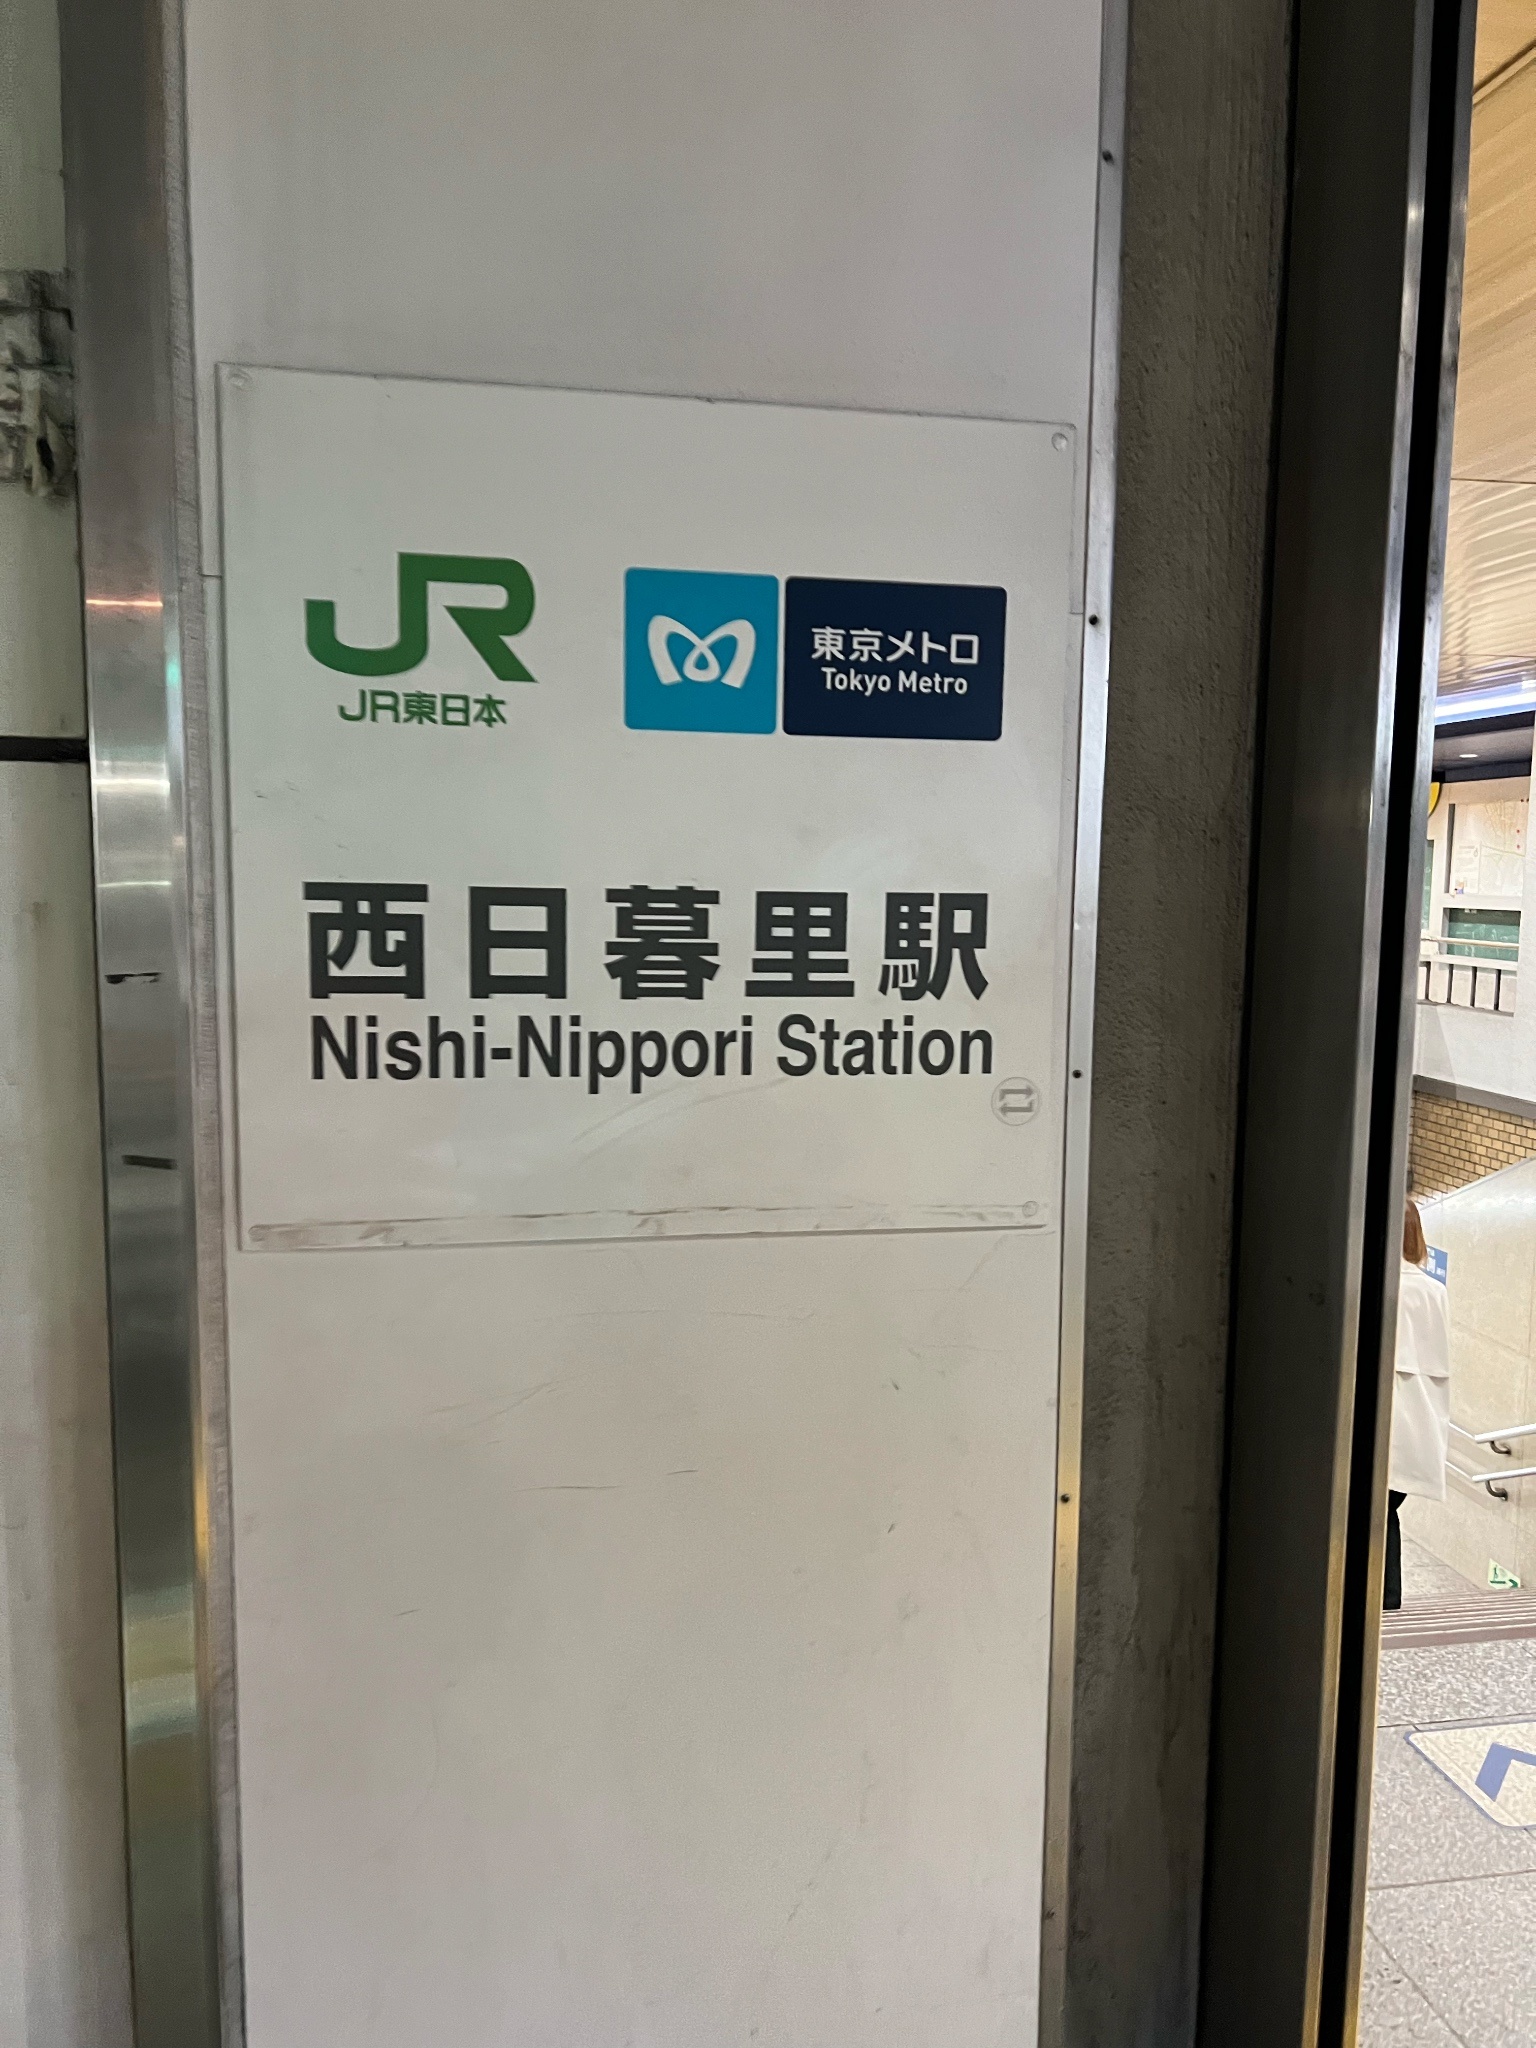 JR
JR東日本
東京メトロ
Tokyo Metro
西日暮里駅
Nishi-Nippori Station